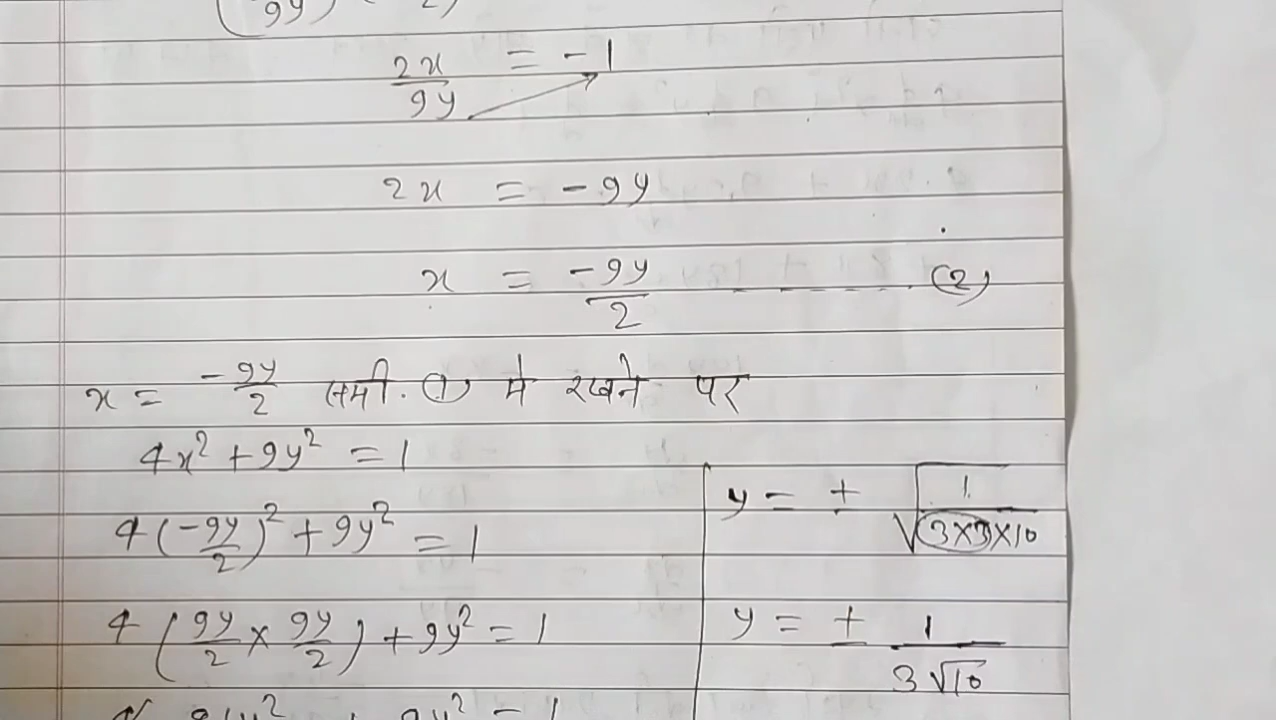 2x/9y = -1
2x = -9y
x = -9y/2 ------- (2)
x = -9y/2 समी. ① मे रखने पर
4x² + 9y² = 1
4(-9y/2)² + 9y² = 1
4(9y/2 × 9y/2) + 9y² = 1
y = ± √(1/(3×3×10))
y = ± 1/(3√10)